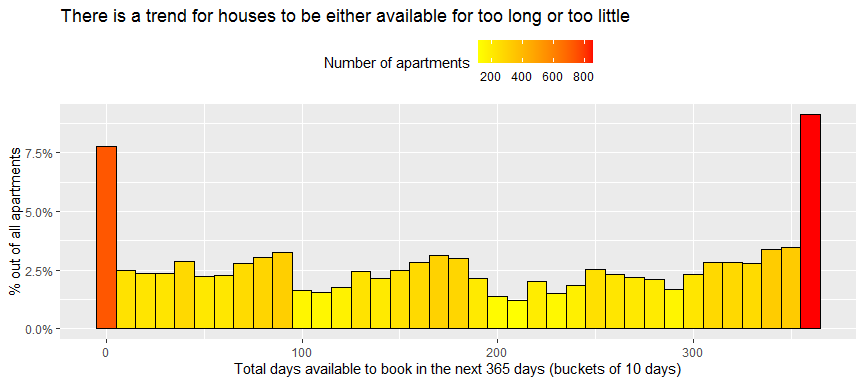 There is a trend for houses to be either available for too long or too little
Number of apartments
200 400 600 800
% out of all apartments
7.5%
5.0%
2.5%
0.0%
0 100 200 300
Total days available to book in the next 365 days (buckets of 10 days)